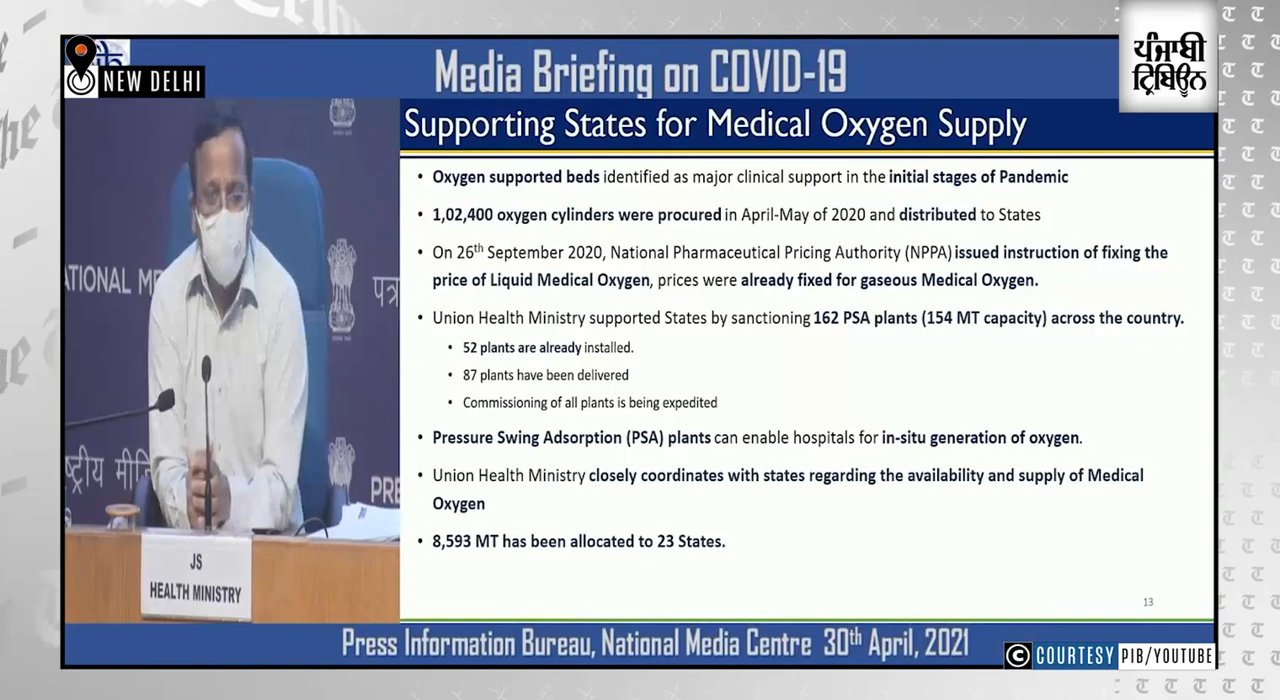 NEW DELHI
Media Briefing on COVID-19
ਪੰਜਾਬੀ
ਟ੍ਰਿਬਿਊਨ
Supporting States for Medical Oxygen Supply
• Oxygen supported beds identified as major clinical support in the initial stages of Pandemic
• 1,02,400 oxygen cylinders were procured in April-May of 2020 and distributed to States
• On 26th September 2020, National Pharmaceutical Pricing Authority (NPPA) issued instruction of fixing the
price of Liquid Medical Oxygen, prices were already fixed for gaseous Medical Oxygen.
• Union Health Ministry supported States by sanctioning 162 PSA plants (154 MT capacity) across the country.
• 52 plants are already installed.
• 87 plants have been delivered
• Commissioning of all plants is being expedited
• Pressure Swing Adsorption (PSA) plants can enable hospitals for in-situ generation of oxygen.
• Union Health Ministry closely coordinates with states regarding the availability and supply of Medical
Oxygen
• 8,593 MT has been allocated to 23 States.
13
ATIONAL ME
पत्र
ष्ट्रीय मीडि
PRE
JS
HEALTH MINISTRY
Press Information Bureau, National Media Centre 30th April, 2021
C COURTESY PIB/YOUTUBE